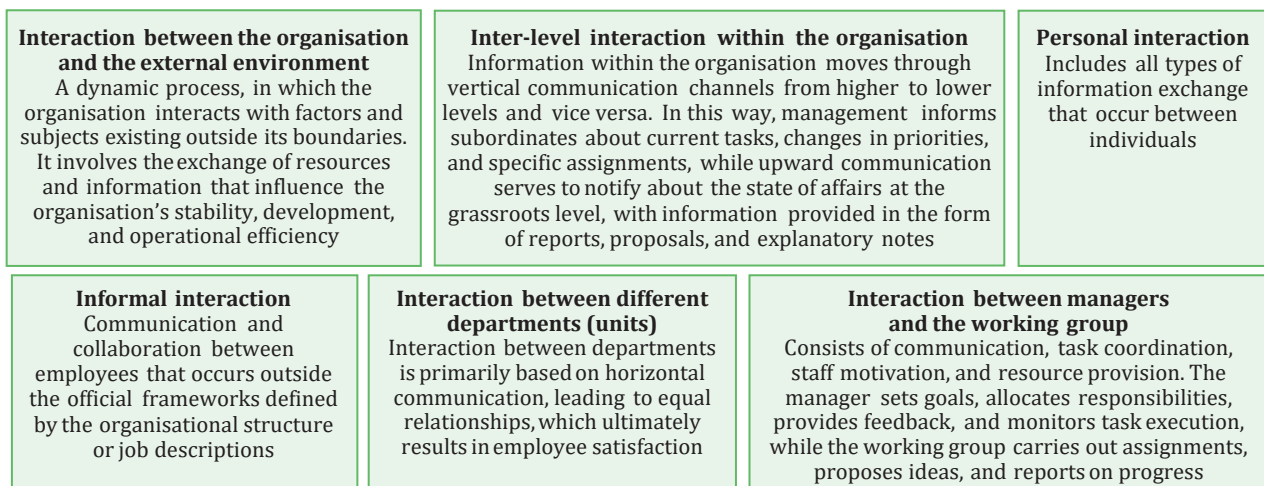 Interaction between the organisation
and the external environment
A dynamic process, in which the
organisation interacts with factors and
subjects existing outside its boundaries.
It involves the exchange of resources
and information that influence the
organisation's stability, development,
and operational efficiency
Inter-level interaction within the organisation
Information within the organisation moves through
vertical communication channels from higher to lower
levels and vice versa. In this way, management informs
subordinates about current tasks, changes in priorities,
and specific assignments, while upward communication
serves to notify about the state of affairs at the
grassroots level, with information provided in the form
of reports, proposals, and explanatory notes
Personal interaction
Includes all types of
information exchange
that occur between
individuals
Informal interaction
Communication and
collaboration between
employees that occurs outside
the official frameworks defined
by the organisational structure
or job descriptions
Interaction between different
departments (units)
Interaction between departments
is primarily based on horizontal
communication, leading to equal
relationships, which ultimately
results in employee satisfaction
Interaction between managers
and the working group
Consists of communication, task coordination,
staff motivation, and resource provision. The
manager sets goals, allocates responsibilities,
provides feedback, and monitors task execution,
while the working group carries out assignments,
proposes ideas, and reports on progress